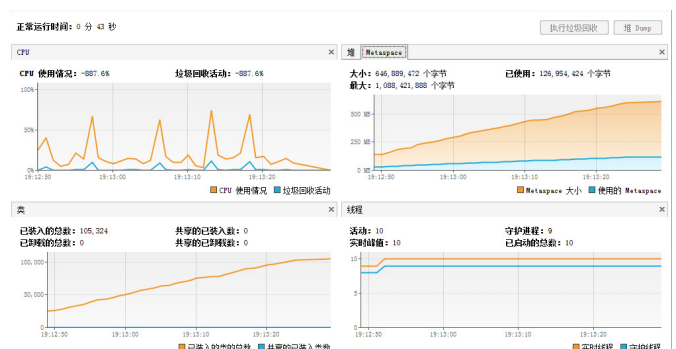 正常运行时间: 0 分 43 秒
执行垃圾回收 堆 Dump
CPU ×
CPU 使用情况: -887.6% 垃圾回收活动: -887.6%
100%
50%
0%
19:12:50 19:13:00 19:13:10 19:13:20
CPU 使用情况 垃圾回收活动
堆 Metaspace ×
大小: 646,889,472 个字节 已使用: 126,954,424 个字节
最大: 1,088,421,888 个字节
500 MB
250 MB
0 MB
19:12:50 19:13:00 19:13:10 19:13:20
Metaspace 大小 使用的 Metaspace
类 ×
已装入的总数: 105,324 共享的已装入数: 0
已卸载的总数: 0 共享的已卸载数: 0
100,000
50,000
0
19:12:50 19:13:00 19:13:10 19:13:20
已装入的类的总数 共享的已装入类数
线程 ×
活动: 10 守护进程: 9
实时峰值: 10 已启动的总数: 10
10
5
0
19:12:50 19:13:00 19:13:10 19:13:20
实时线程 守护线程